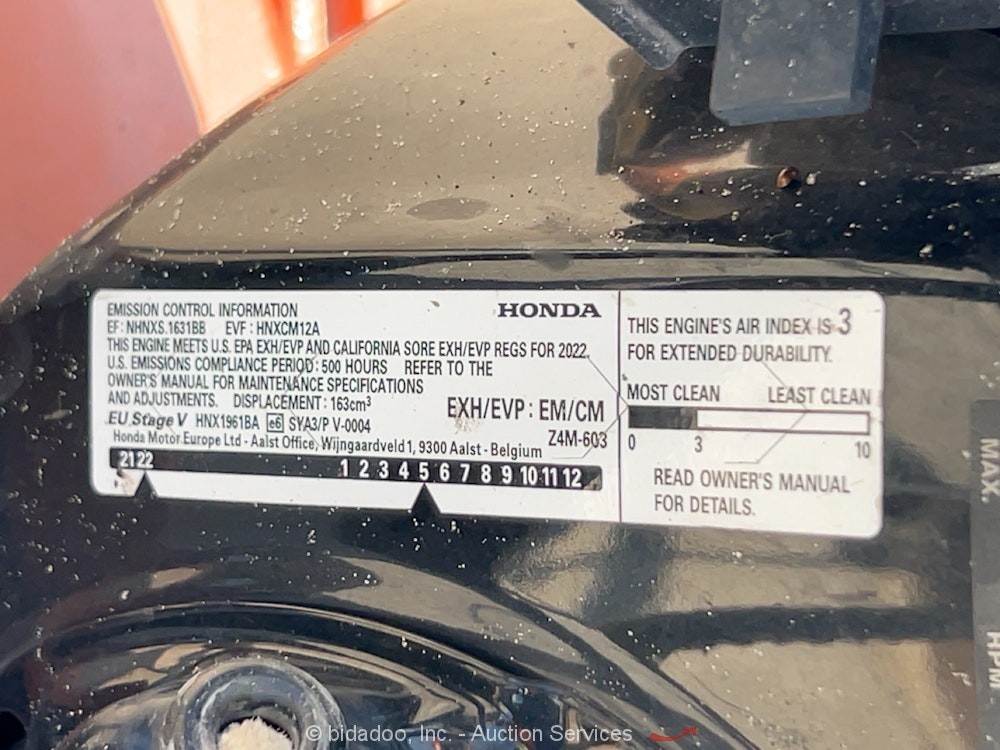 EMISSION CONTROL INFORMATION
HONDA
EF: NHNXS.1631BB EVF: HNXCM12A
THIS ENGINE MEETS U.S. EPA EXH/EVP AND CALIFORNIA SORE EXH/EVP REGS FOR 2022.
U.S. EMISSIONS COMPLIANCE PERIOD: 500 HOURS REFER TO THE
OWNER'S MANUAL FOR MAINTENANCE SPECIFICATIONS
AND ADJUSTMENTS. DISPLACEMENT: 163cm³
EXH/EVP: EM/CM
EU Stage V HNX1961BA e6 SYA3/P V-0004
Z4M-603
Honda Motor Europe Ltd - Aalst Office, Wijngaardveld 1, 9300 Aalst - Belgium
21 22 1 2 3 4 5 6 7 8 9 10 11 12
THIS ENGINE'S AIR INDEX IS 3
FOR EXTENDED DURABILITY.
MOST CLEAN LEAST CLEAN
0 3 10
READ OWNER'S MANUAL
FOR DETAILS.
MAX.
RPM
© bidadoo, Inc. - Auction Services